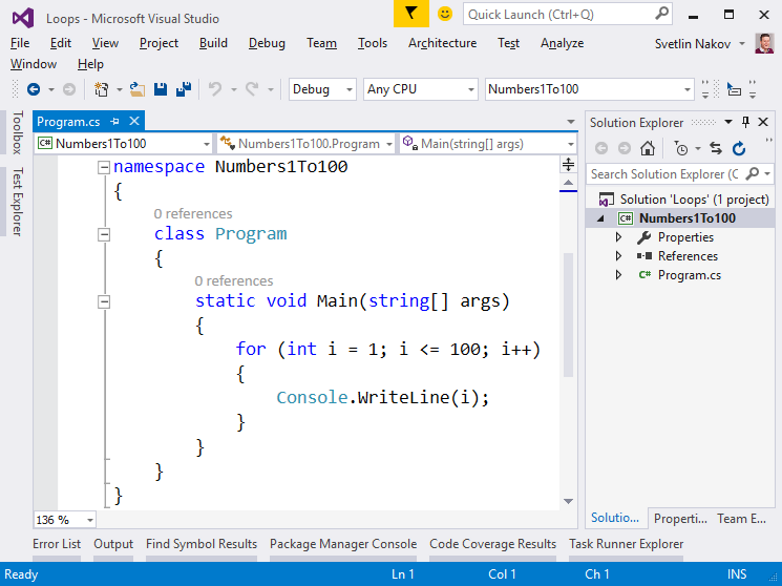 Loops - Microsoft Visual Studio
Quick Launch (Ctrl+Q)
File Edit View Project Build Debug Team Tools Architecture Test Analyze Svetlin Nakov
Window Help
Debug Any CPU Numbers1To100
Toolbox
Test Explorer
Program.cs
C# Numbers1To100 Numbers1To100.Program Main(string[] args)
namespace Numbers1To100
{
0 references
class Program
{
0 references
static void Main(string[] args)
{
for (int i = 1; i <= 100; i++)
{
Console.WriteLine(i);
}
}
}
}
136 %
Solution Explorer
Search Solution Explorer (C
Solution 'Loops' (1 project)
C# Numbers1To100
Properties
References
C# Program.cs
Solutio... Properti... Team E...
Error List Output Find Symbol Results Package Manager Console Code Coverage Results Task Runner Explorer
Ready Ln 1 Col 1 Ch 1 INS